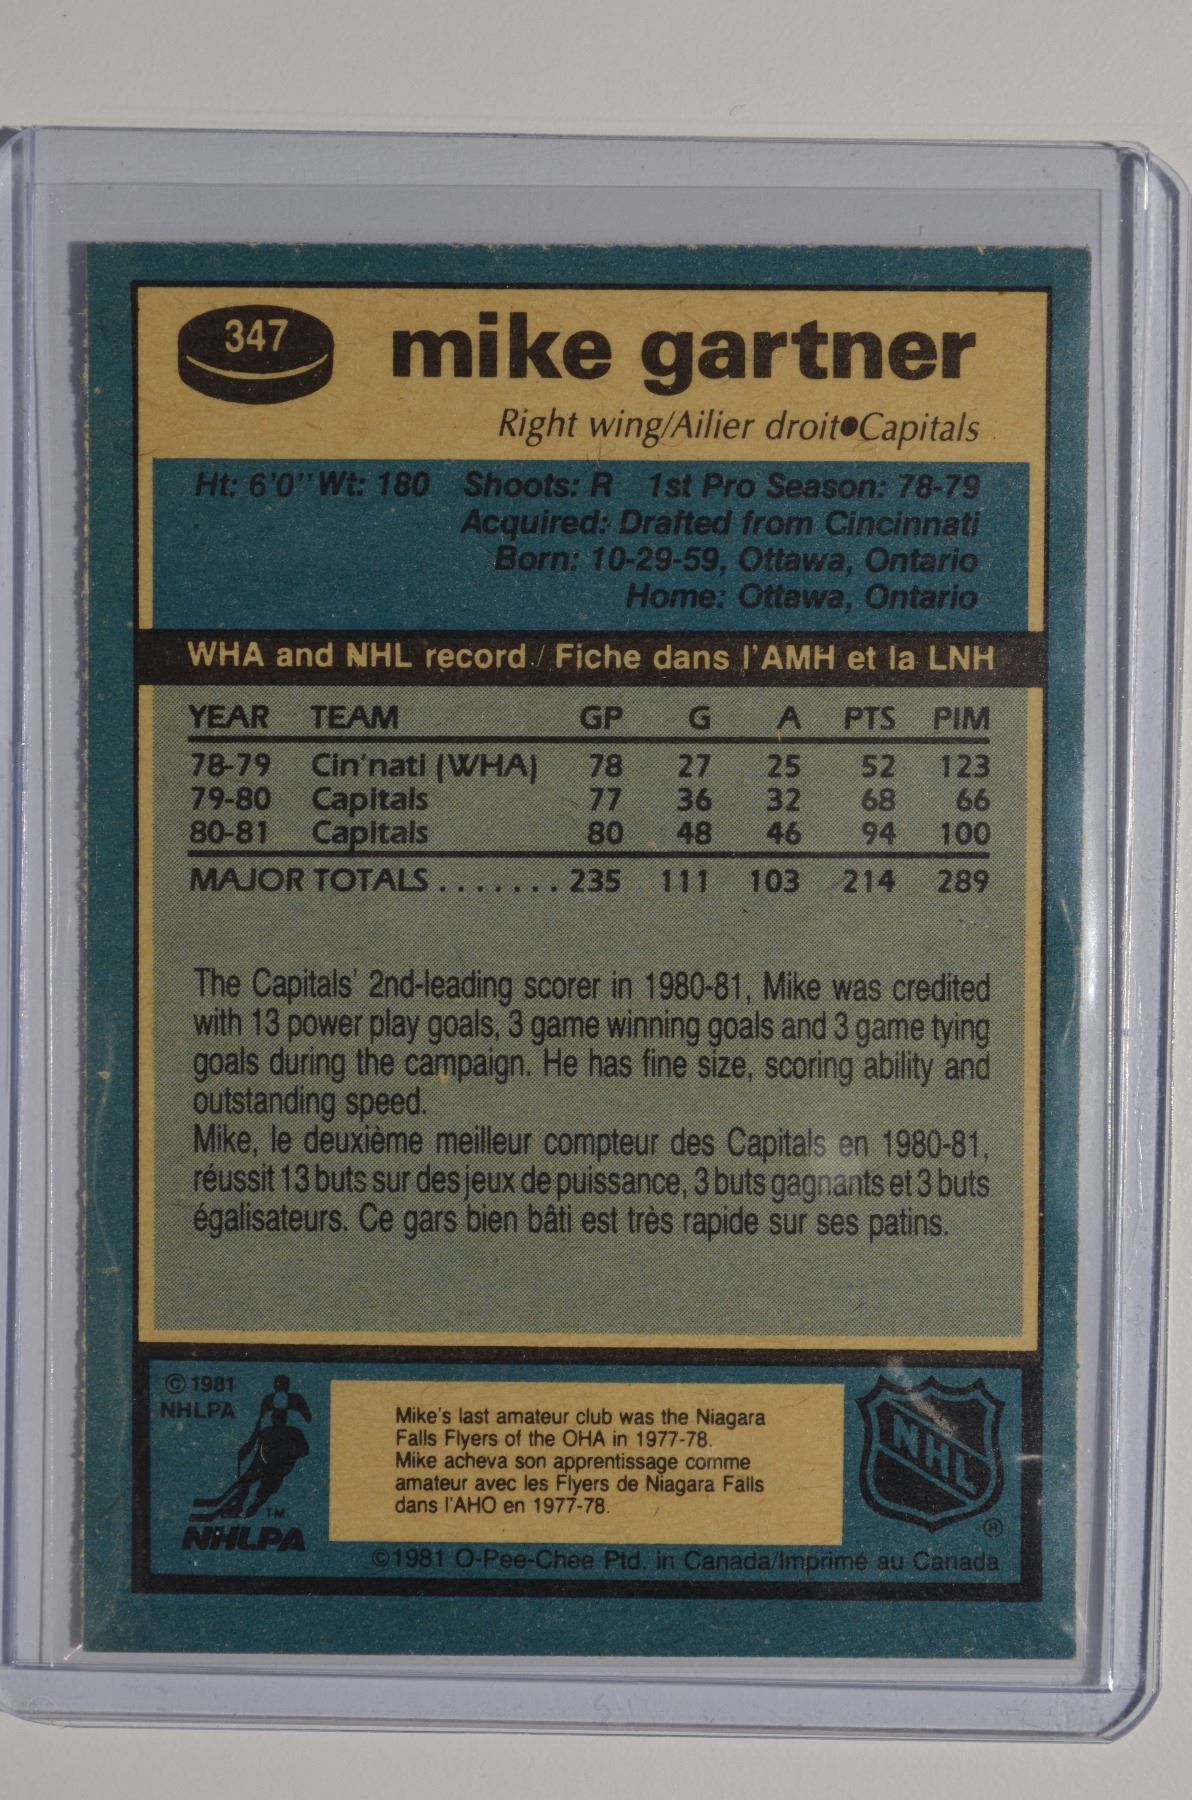 347
mike gartner
Right wing/Ailier droit●Capitals
Ht: 6'0" Wt: 180 Shoots: R 1st Pro Season: 78-79
Acquired: Drafted from Cincinnati
Born: 10-29-59, Ottawa, Ontario
Home: Ottawa, Ontario
WHA and NHL record / Fiche dans l'AMH et la LNH
YEAR TEAM GP G A PTS PIM
78-79 Cin'nati (WHA) 78 27 25 52 123
79-80 Capitals 77 36 32 68 66
80-81 Capitals 80 48 46 94 100
MAJOR TOTALS ....... 235 111 103 214 289
The Capitals' 2nd-leading scorer in 1980-81, Mike was credited
with 13 power play goals, 3 game winning goals and 3 game tying
goals during the campaign. He has fine size, scoring ability and
outstanding speed.
Mike, le deuxième meilleur compteur des Capitals en 1980-81,
réussit 13 buts sur des jeux de puissance, 3 buts gagnants et 3 buts
égalisateurs. Ce gars bien bâti est très rapide sur ses patins.
© 1981
NHLPA
TM
NHLPA
Mike's last amateur club was the Niagara
Falls Flyers of the OHA in 1977-78.
Mike acheva son apprentissage comme
amateur avec les Flyers de Niagara Falls
dans l'AHO en 1977-78.
NHL
®
©1981 O-Pee-Chee Ptd. in Canada/Imprimé au Canada